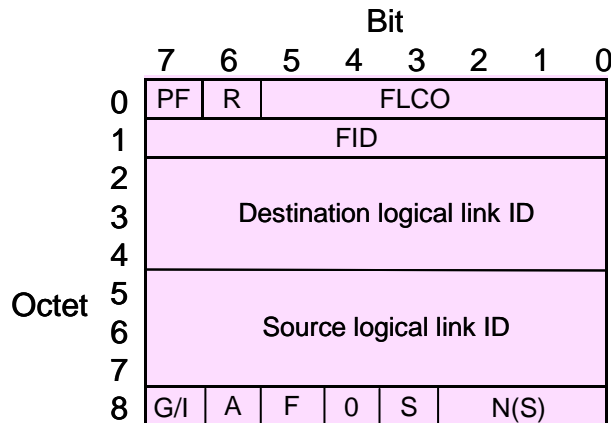 Bit
7 6 5 4 3 2 1 0
0 PF R FLCO
1 FID
2
3 Destination logical link ID
4
5
Octet
6 Source logical link ID
7
8 G/I A F 0 S N(S)